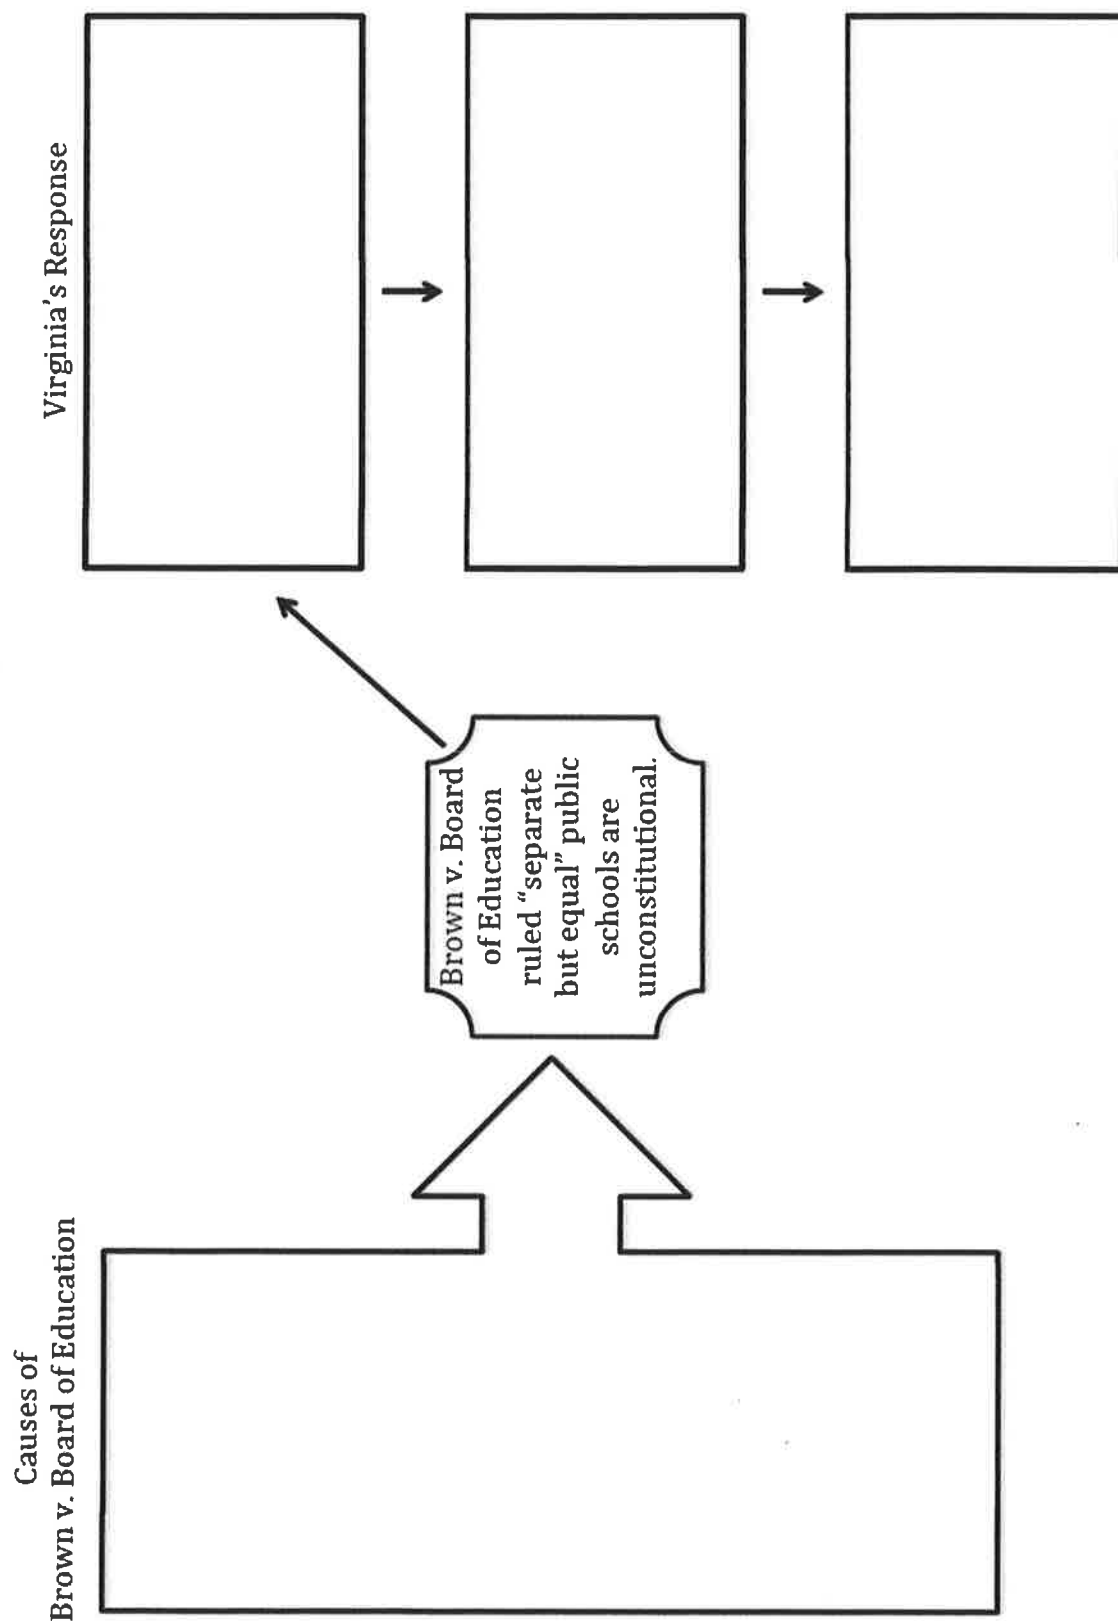 Causes of
Brown v. Board of Education
Brown v. Board
of Education
ruled “separate
but equal” public
schools are
unconstitutional.
Virginia's Response